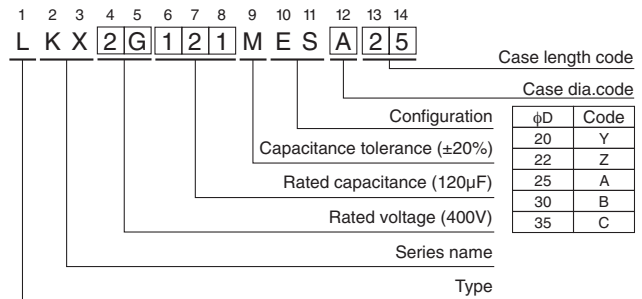 1 2 3 4 5 6 7 8 9 10 11 12 13 14
L K X 2 G 1 2 1 M E S A 2 5
Case length code
Case dia.code
Configuration
Capacitance tolerance (±20%)
Rated capacitance (120µF)
Rated voltage (400V)
Series name
Type
ϕD Code
20 Y
22 Z
25 A
30 B
35 C